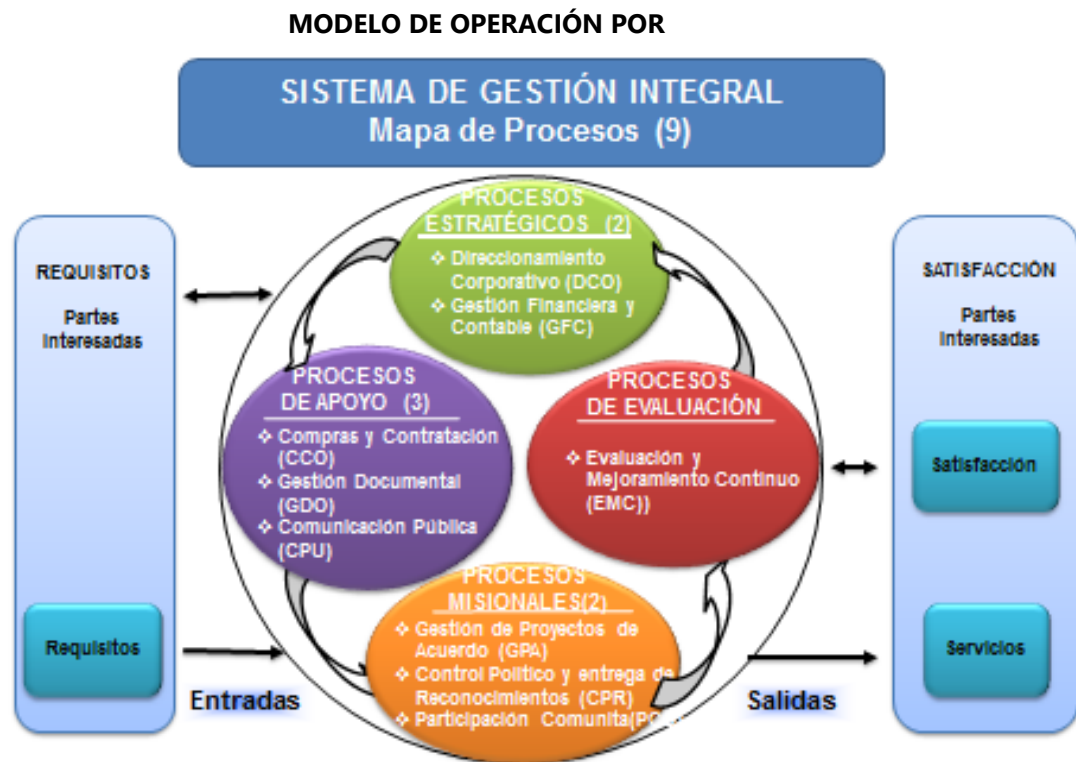 MODELO DE OPERACIÓN POR
SISTEMA DE GESTIÓN INTEGRAL
Mapa de Procesos (9)
REQUISITOS
Partes
Interesadas
Requisitos
Entradas
PROCESOS
ESTRATÉGICOS (2)
❖ Direccionamiento
Corporativo (DCO)
❖ Gestión Financiera y
Contable (GFC)
PROCESOS
DE APOYO (3)
❖ Compras y Contratación
(CCO)
❖ Gestión Documental
(GDO)
❖ Comunicación Pública
(CPU)
PROCESOS
DE EVALUACIÓN
❖ Evaluación y
Mejoramiento Continuo
(EMC))
PROCESOS
MISIONALES(2)
❖ Gestión de Proyectos de
Acuerdo (GPA)
❖ Control Político y entrega de
Reconocimientos (CPR)
❖ Participación Comunita
Salidas
SATISFACCIÓN
Partes
Interesadas
Satisfacción
Servicios